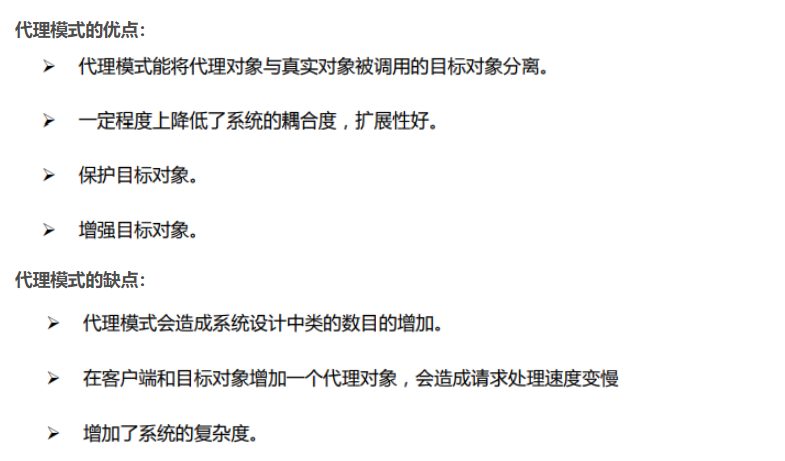 代理模式的优点：
➢ 代理模式能将代理对象与真实对象被调用的目标对象分离。
➢ 一定程度上降低了系统的耦合度，扩展性好。
➢ 保护目标对象。
➢ 增强目标对象。
代理模式的缺点：
➢ 代理模式会造成系统设计中类的数目的增加。
➢ 在客户端和目标对象增加一个代理对象，会造成请求处理速度变慢
➢ 增加了系统的复杂度。